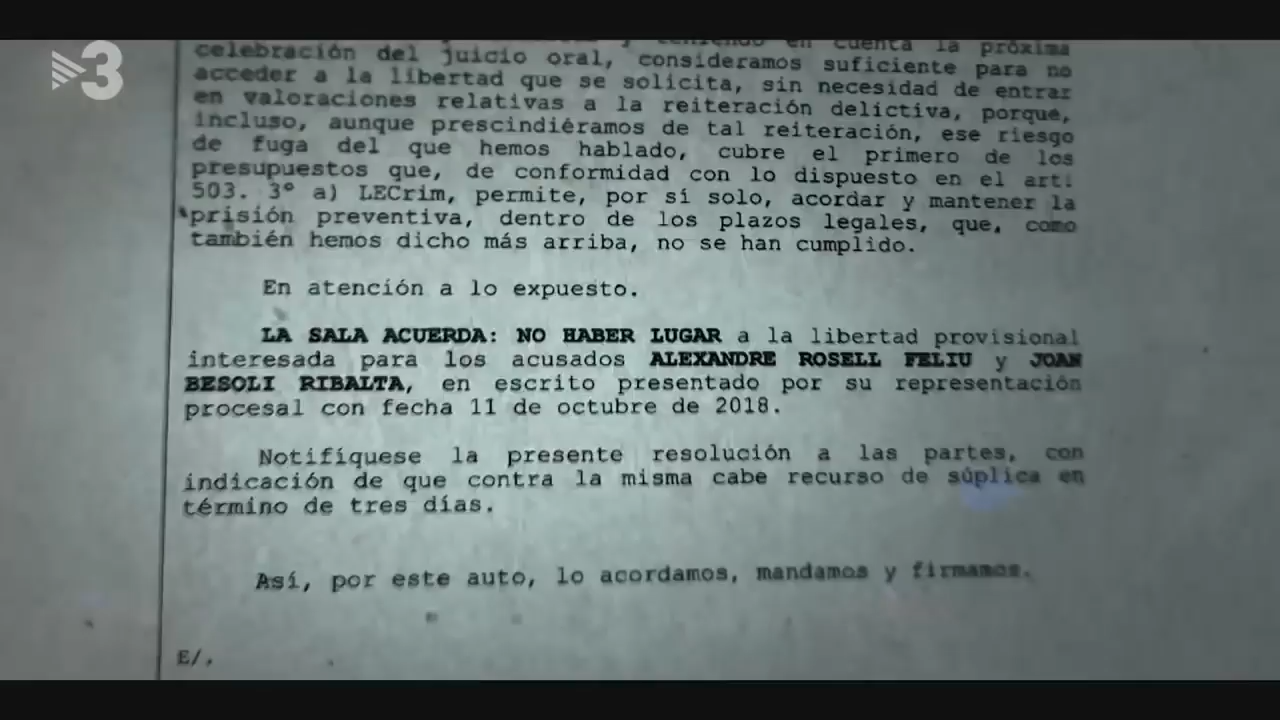 3
celebración del juicio oral, consideramos suficiente para no
acceder a la libertad que se solicita, sin necesidad de entrar
en valoraciones relativas a la reiteración delictiva, porque,
incluso, aunque prescindiéramos de tal reiteración, ese riesgo
de fuga del que hemos hablado, cubre el primero de los
presupuestos que, de conformidad con lo dispuesto en el art.
503. 3º a) LECrim, permite, por sí solo, acordar y mantener la
prisión preventiva, dentro de los plazos legales, que, como
también hemos dicho más arriba, no se han cumplido.
En atención a lo expuesto.
LA SALA ACUERDA: NO HABER LUGAR a la libertad provisional
interesada para los acusados ALEXANDRE ROSELL FELIU y JOAN
BESOLI RIBALTA, en escrito presentado por su representación
procesal con fecha 11 de octubre de 2018.
Notifíquese la presente resolución a las partes, con
indicación de que contra la misma cabe recurso de súplica en
término de tres días.
Así, por este auto, lo acordamos, mandamos y firmamos.
E/.